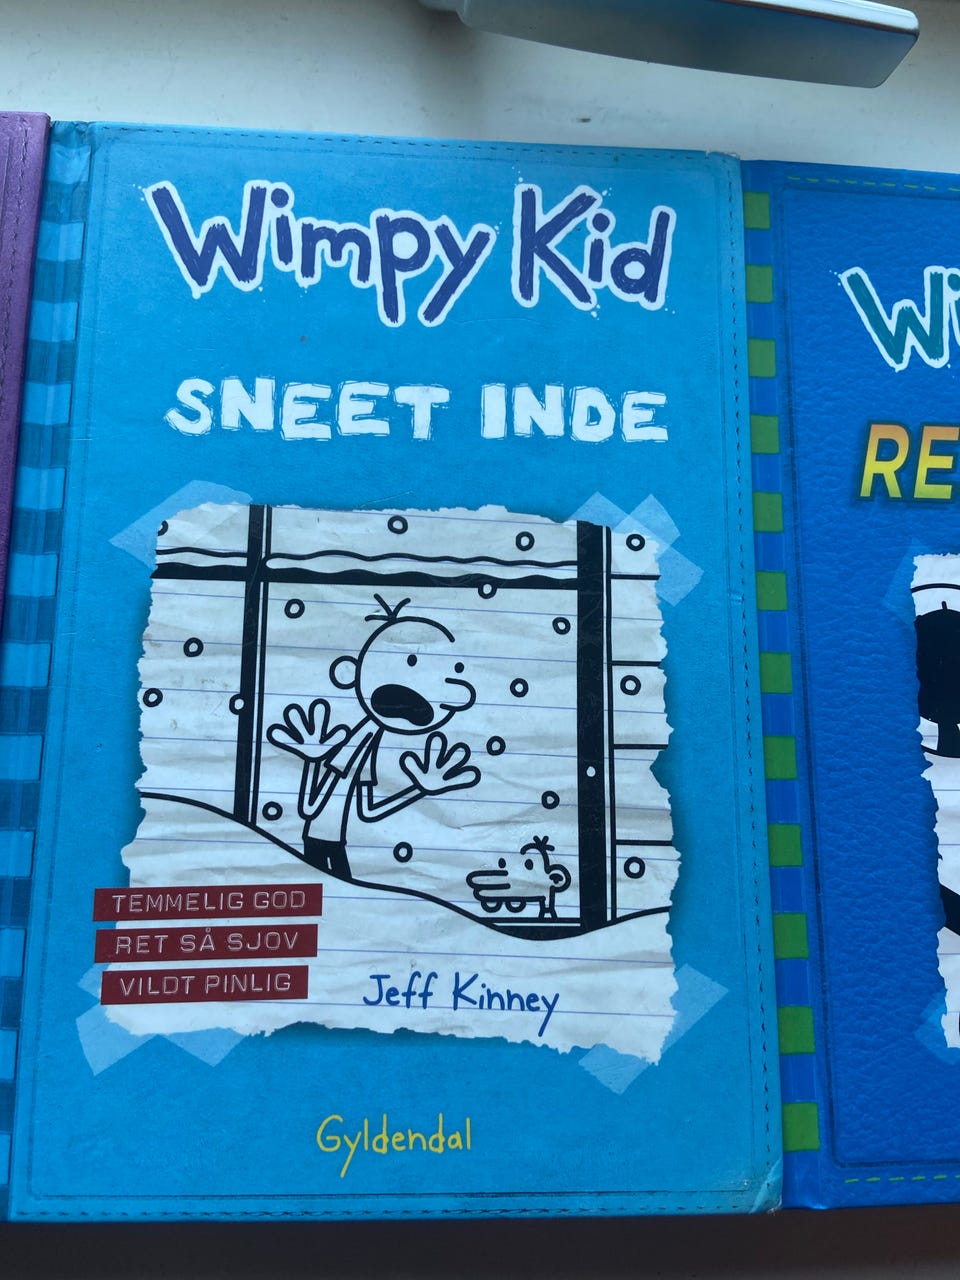 Wimpy Kid
SNEET INDE
TEMMELIG GOD
RET SÅ SJOV
VILDT PINLIG
Jeff Kinney
Gyldendal